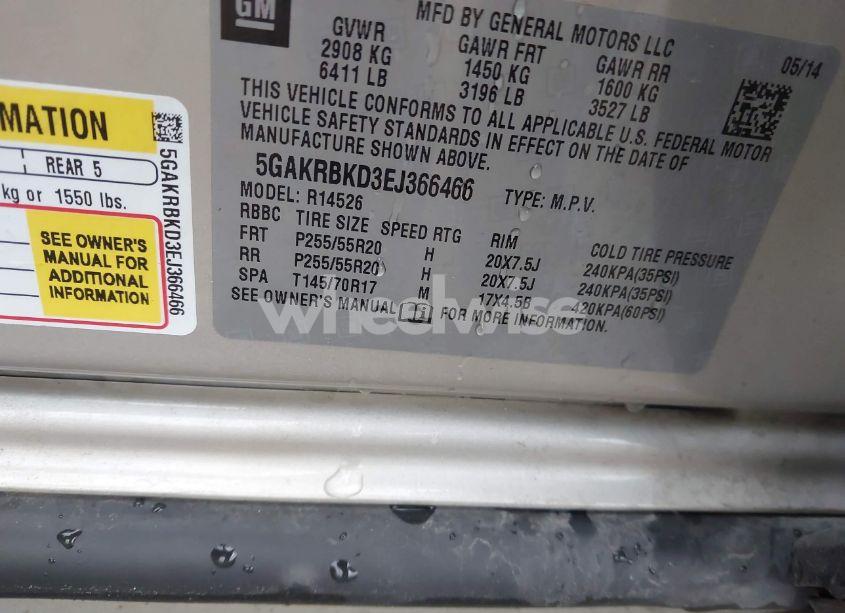 GM
MFD BY GENERAL MOTORS LLC
GVWR GAWR FRT GAWR RR 05/14
2908 KG 1450 KG 1600 KG
6411 LB 3196 LB 3527 LB
THIS VEHICLE CONFORMS TO ALL APPLICABLE U.S. FEDERAL MOTOR
VEHICLE SAFETY STANDARDS IN EFFECT ON THE DATE OF
MANUFACTURE SHOWN ABOVE.
5GAKRBKD3EJ366466 TYPE: M.P.V.
MODEL: R14526
RBBC TIRE SIZE SPEED RTG RIM COLD TIRE PRESSURE
FRT P255/55R20 H 20X7.5J 240KPA(35PSI)
RR P255/55R20 H 20X7.5J 240KPA(35PSI)
SPA T145/70R17 M 17X4.5B 420KPA(60PSI)
SEE OWNER'S MANUAL FOR MORE INFORMATION.
MATION
REAR 5
kg or 1550 lbs.
SEE OWNER'S
MANUAL FOR
ADDITIONAL
INFORMATION
5GAKRBKD3EJ366466
wheelwise